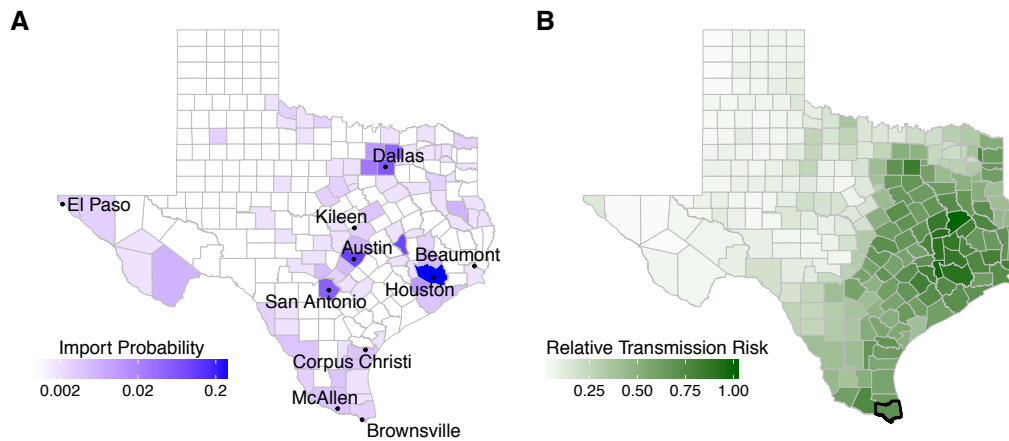 A
B
Dallas
El Paso
Kileen
Austin
Beaumont
San Antonio
Houston
Import Probability
0.002 0.02 0.2
Corpus Christi
McAllen
Brownsville
Relative Transmission Risk
0.25 0.50 0.75 1.00